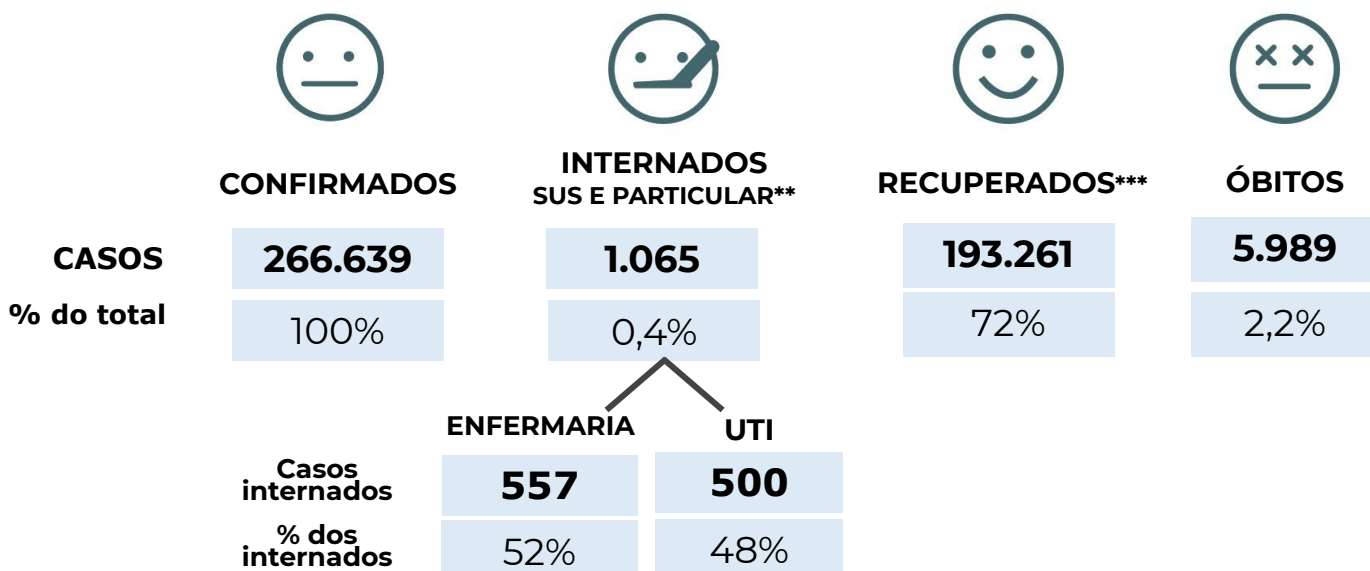 CONFIRMADOS
INTERNADOS
SUS E PARTICULAR**
RECUPERADOS***
ÓBITOS
CASOS
266.639
1.065
193.261
5.989
% do total
100%
0,4%
72%
2,2%
ENFERMARIA
UTI
Casos
internados
557
500
% dos
internados
52%
48%